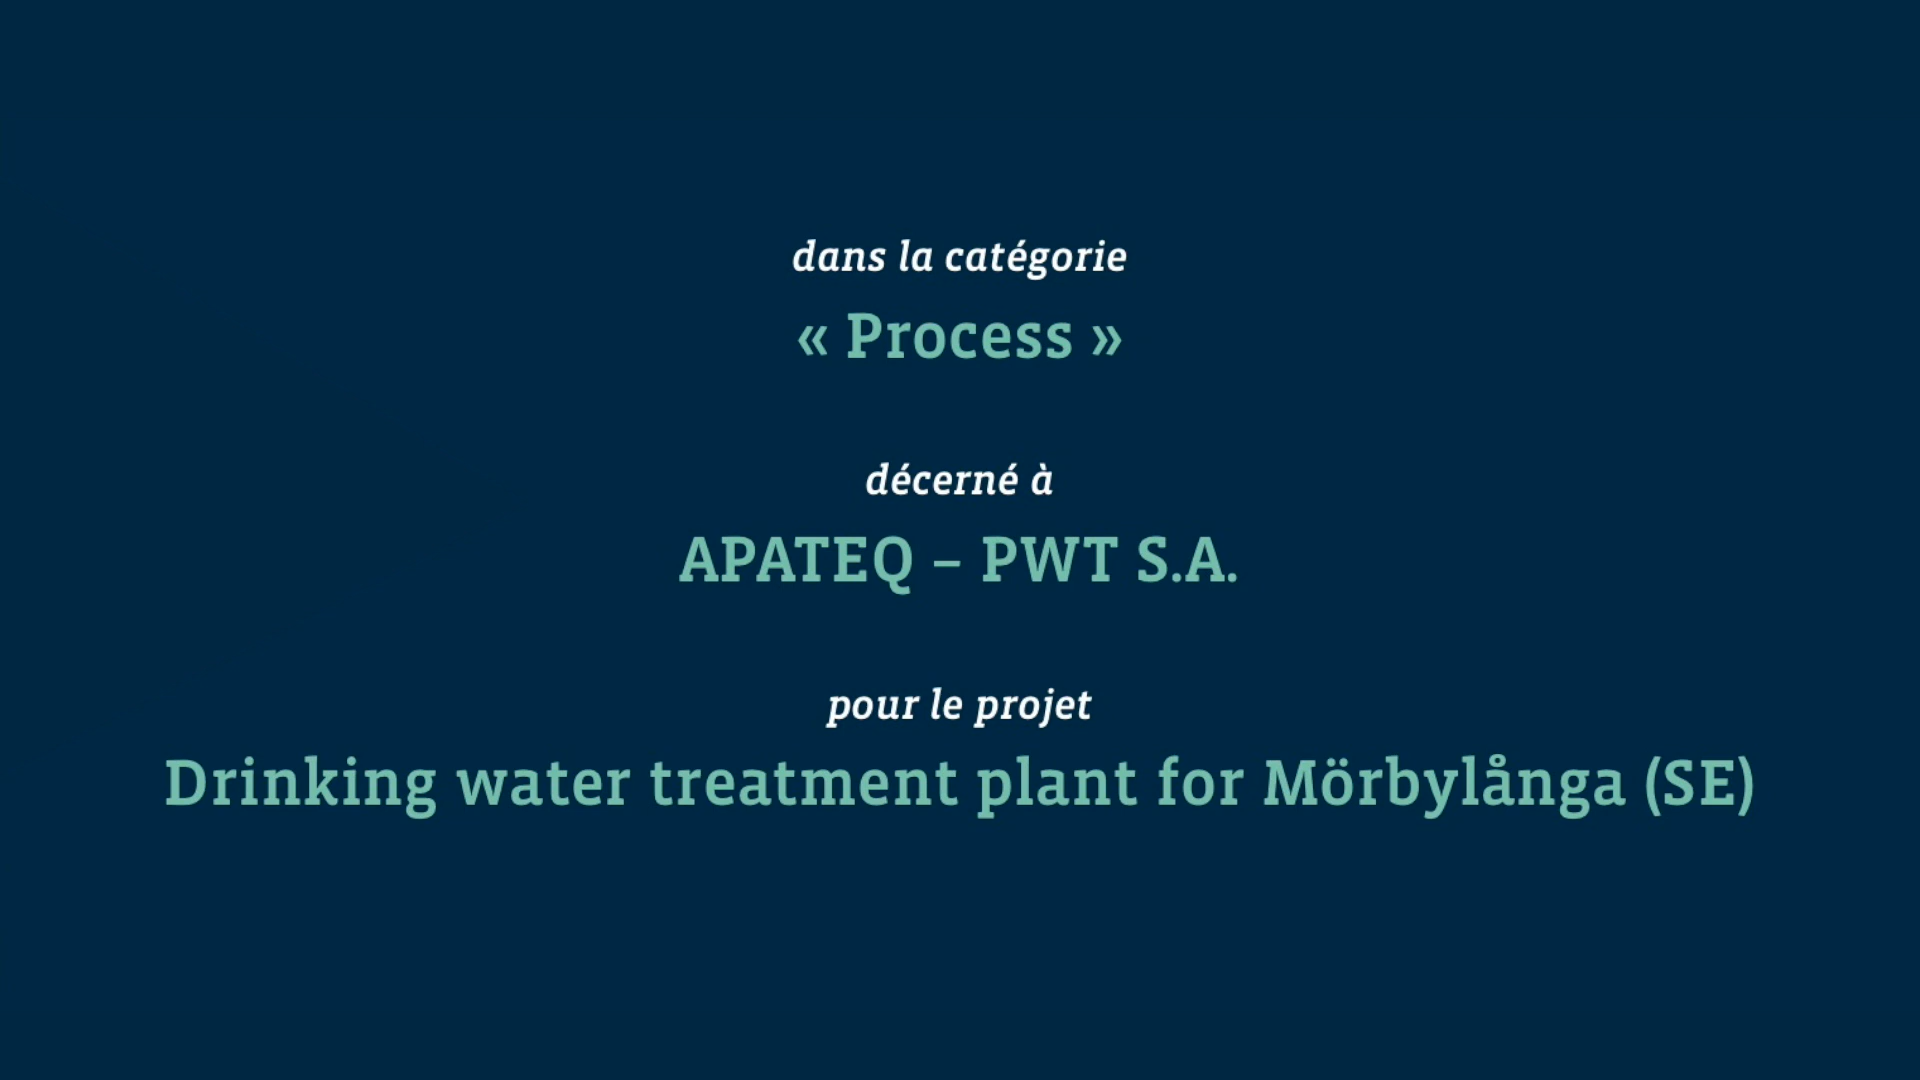 dans la catégorie
« Process »
décerné à
APATEQ – PWT S.A.
pour le projet
Drinking water treatment plant for Mörbylånga (SE)